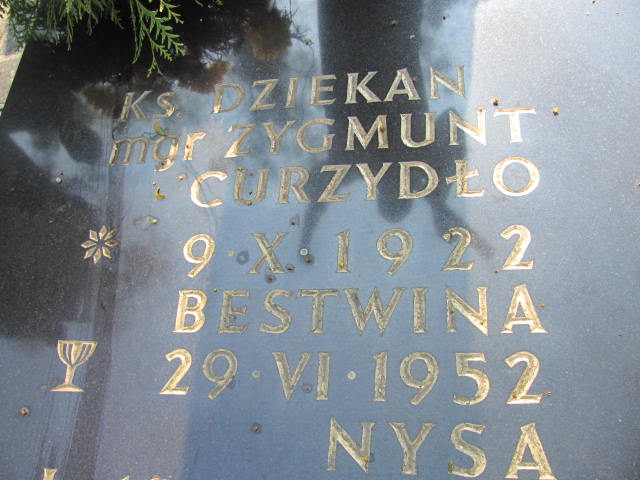 KS. DZIEKAN
mgr ZYGMUNT
CURZYDŁO
9·X·1922
BESTWINA
29·VI·1952
NYSA